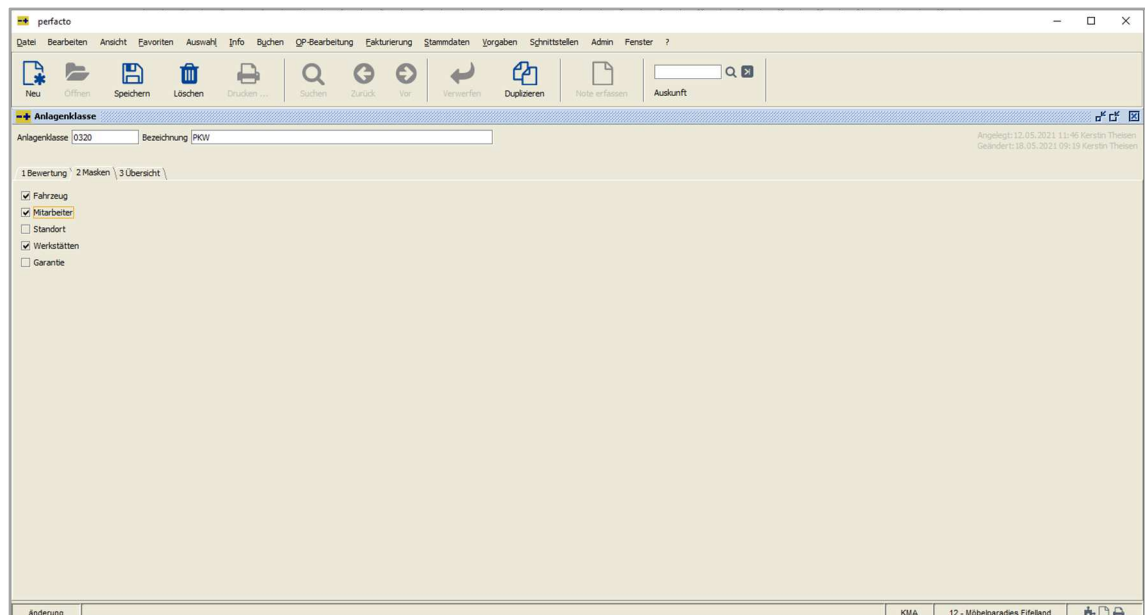 perfacto
Datei Bearbeiten Ansicht Favoriten Auswahl Info Buchen OP-Bearbeitung Fakturierung Stammdaten Vorgaben Schnittstellen Admin Fenster ?
Neu Öffnen Speichern Löschen Drucken ... Suchen Zurück Vor Verwerfen Duplizieren Note erfassen Auskunft
Anlagenklasse
Anlagenklasse 0320 Bezeichnung PKW
Angelegt:12.05.2021 11:46 Kerstin Theisen
Geändert:18.05.2021 09:19 Kerstin Theisen
1 Bewertung 2 Masken 3 Übersicht
Fahrzeug
Mitarbeiter
Standort
Werkstätten
Garantie
Änderung KMA 12 - Möbelparadies Eifelland